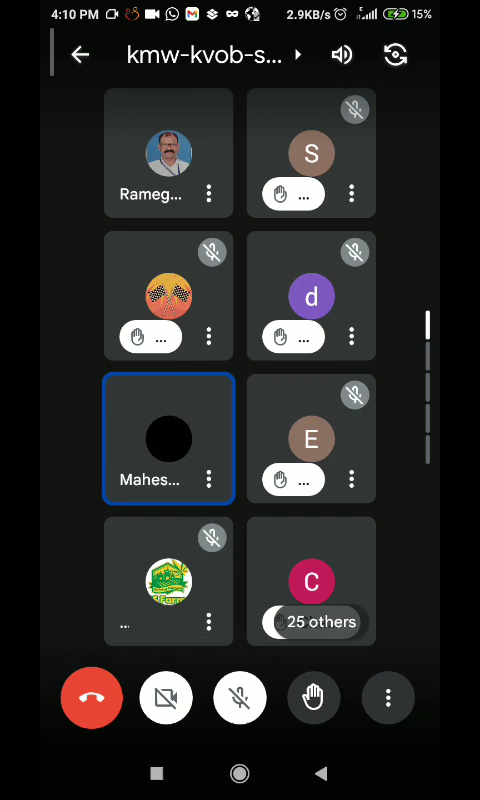 4:10 PM 2.9KB/s 15%
kmw-kvob-s...
S
Rameg... ...
d
... ...
E
Mahes... ...
C
... 25 others